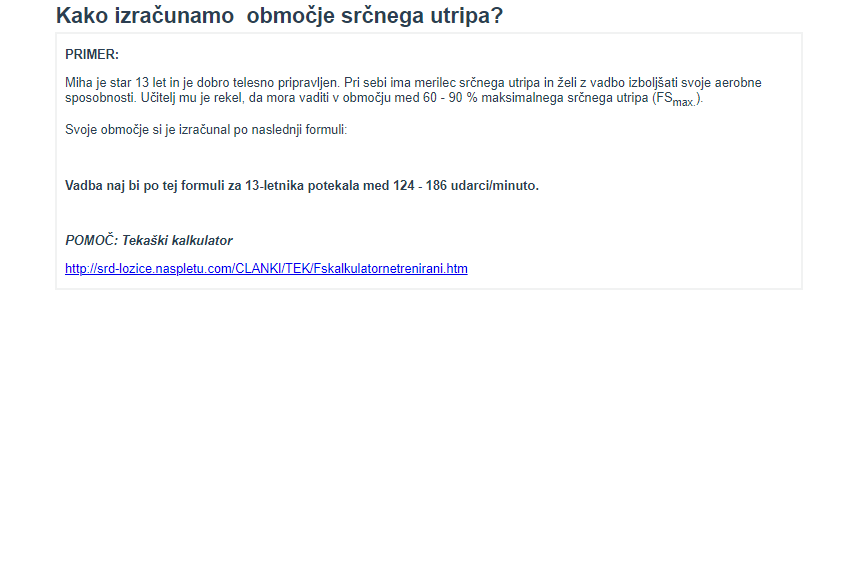 Kako izračunamo  območje srčnega utripa?
PRIMER:
Miha je star 13 let in je dobro telesno pripravljen. Pri sebi ima merilec srčnega utripa in želi z vadbo izboljšati svoje aerobne
sposobnosti. Učitelj mu je rekel, da mora vaditi v območju med 60 - 90 % maksimalnega srčnega utripa (FSmax.).
Svoje območje si je izračunal po naslednji formuli:
Vadba naj bi po tej formuli za 13-letnika potekala med 124 - 186 udarci/minuto.
POMOČ: Tekaški kalkulator
http://srd-lozice.naspletu.com/CLANKI/TEK/Fskalkulatornetrenirani.htm